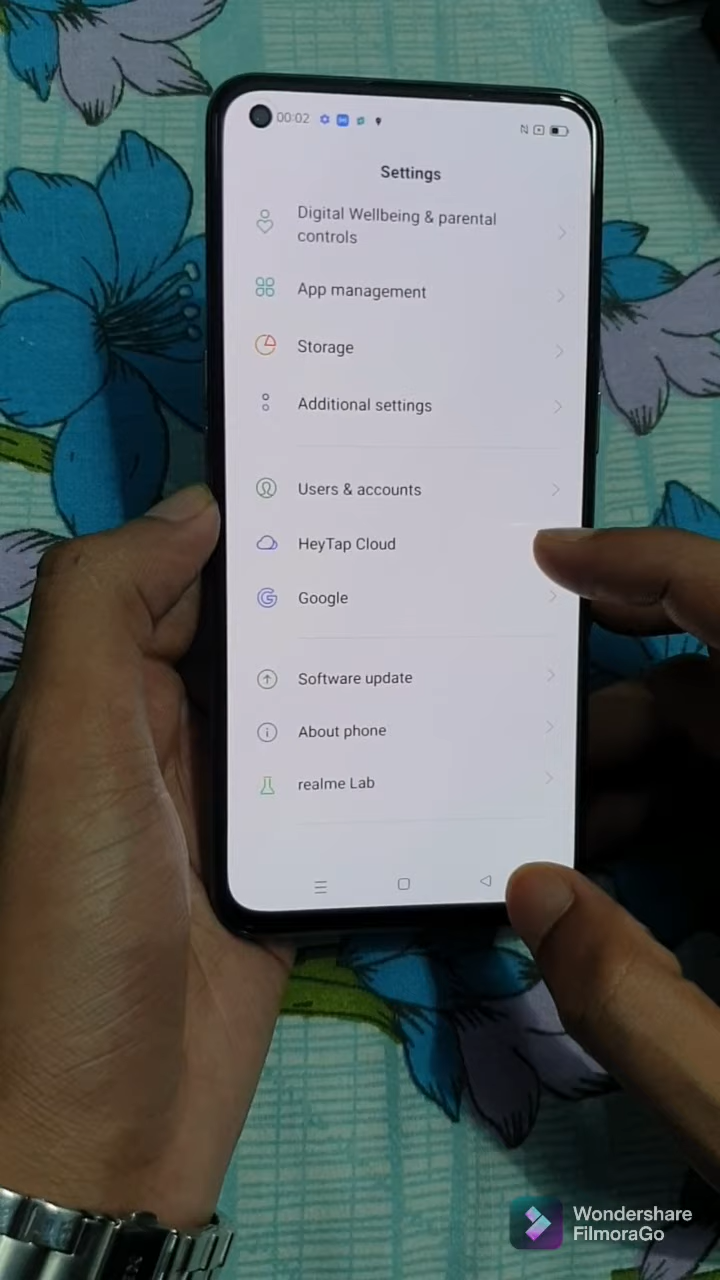 00:02
Settings
Digital Wellbeing & parental
controls
App management
Storage
Additional settings
Users & accounts
HeyTap Cloud
Google
Software update
About phone
realme Lab
Wondershare
FilmoraGo